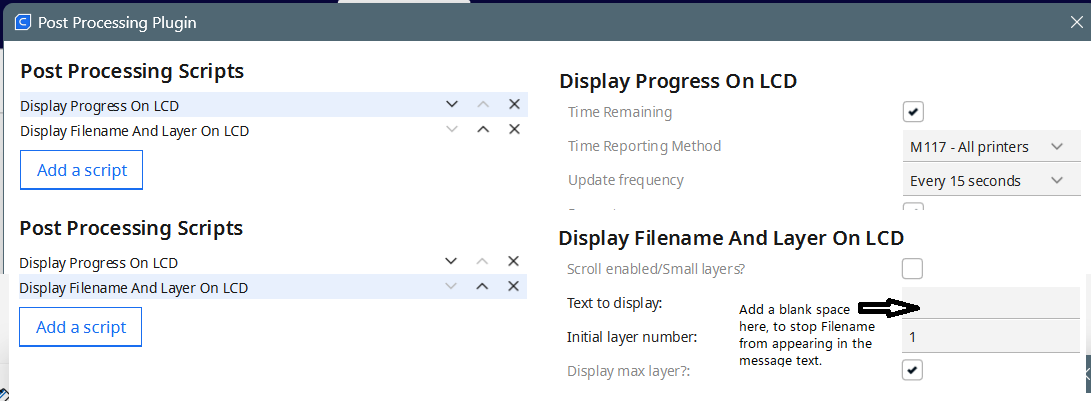 Post Processing Plugin
Post Processing Scripts
Display Progress On LCD
Display Filename And Layer On LCD
Add a script
Display Progress On LCD
Time Remaining
Time Reporting Method
M117 - All printers
Update frequency
Every 15 seconds
Post Processing Scripts
Display Progress On LCD
Display Filename And Layer On LCD
Add a script
Display Filename And Layer On LCD
Scroll enabled/Small layers?
Text to display:
Initial layer number:
1
Display max layer?:
Add a blank space
here, to stop Filename
from appearing in the
message text.